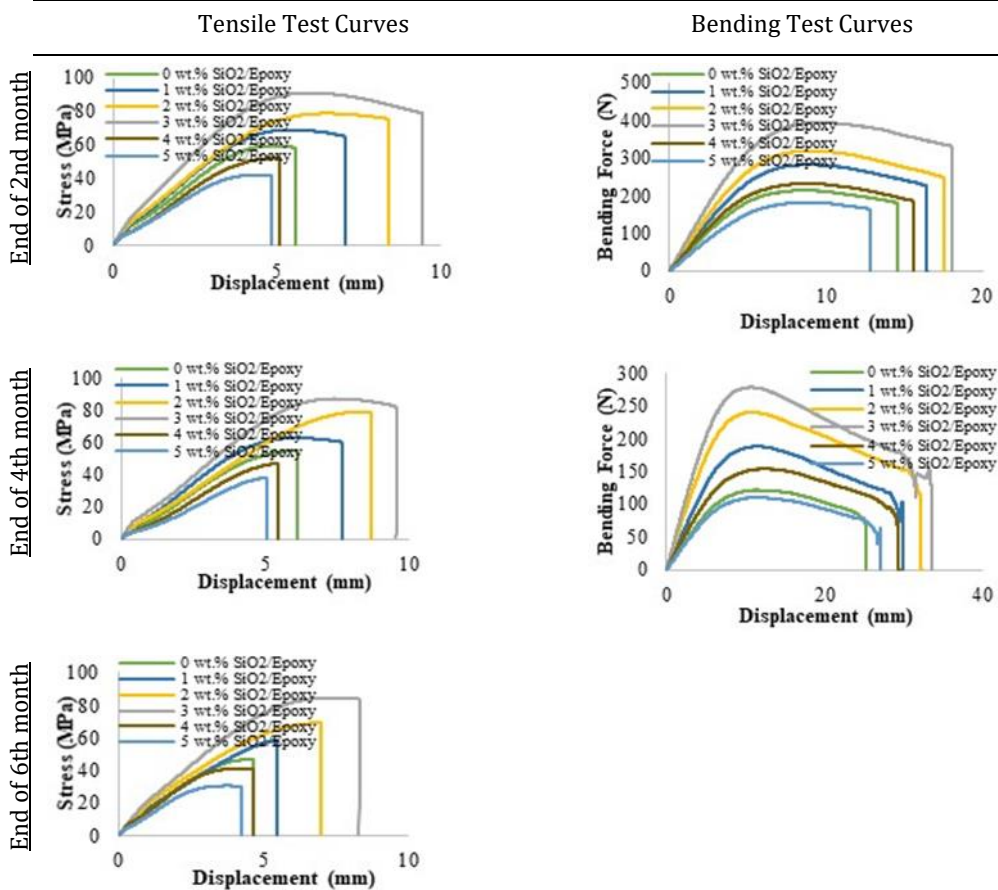 Tensile Test Curves
Bending Test Curves
End of 2nd month
0 wt.% SiO2/Epoxy
1 wt.% SiO2/Epoxy
2 wt.% SiO2/Epoxy
3 wt.% SiO2/Epoxy
4 wt.% SiO2/Epoxy
5 wt.% SiO2/Epoxy
Stress (MPa)
100
80
60
40
20
0
0 5 10
Displacement (mm)
0 wt.% SiO2/Epoxy
1 wt.% SiO2/Epoxy
2 wt.% SiO2/Epoxy
3 wt.% SiO2/Epoxy
4 wt.% SiO2/Epoxy
5 wt.% SiO2/Epoxy
Bending Force (N)
500
400
300
200
100
0
0 10 20
Displacement (mm)
End of 4th month
0 wt.% SiO2/Epoxy
1 wt.% SiO2/Epoxy
2 wt.% SiO2/Epoxy
3 wt.% SiO2/Epoxy
4 wt.% SiO2/Epoxy
5 wt.% SiO2/Epoxy
Stress (MPa)
100
80
60
40
20
0
0 5 10
Displacement (mm)
0 wt.% SiO2/Epoxy
1 wt.% SiO2/Epoxy
2 wt.% SiO2/Epoxy
3 wt.% SiO2/Epoxy
4 wt.% SiO2/Epoxy
5 wt.% SiO2/Epoxy
Bending Force (N)
300
250
200
150
100
50
0
0 20 40
Displacement (mm)
End of 6th month
0 wt.% SiO2/Epoxy
1 wt.% SiO2/Epoxy
2 wt.% SiO2/Epoxy
3 wt.% SiO2/Epoxy
4 wt.% SiO2/Epoxy
5 wt.% SiO2/Epoxy
Stress (MPa)
100
80
60
40
20
0
0 5 10
Displacement (mm)